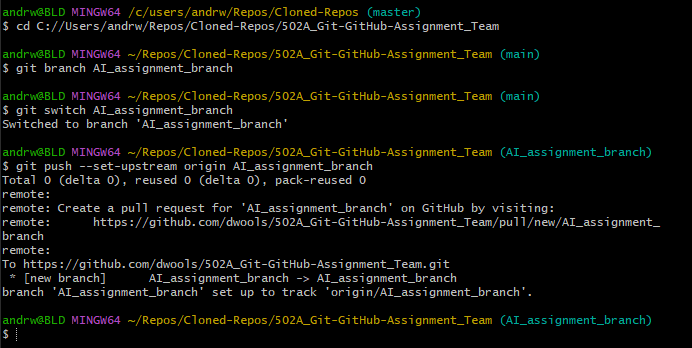 andrw@BLD MINGW64 /c/users/andrw/Repos/Cloned-Repos (master)
$ cd C://Users/andrw/Repos/Cloned-Repos/502A_Git-GitHub-Assignment_Team
andrw@BLD MINGW64 ~/Repos/Cloned-Repos/502A_Git-GitHub-Assignment_Team (main)
$ git branch AI_assignment_branch
andrw@BLD MINGW64 ~/Repos/Cloned-Repos/502A_Git-GitHub-Assignment_Team (main)
$ git switch AI_assignment_branch
Switched to branch 'AI_assignment_branch'
andrw@BLD MINGW64 ~/Repos/Cloned-Repos/502A_Git-GitHub-Assignment_Team (AI_assignment_branch)
$ git push --set-upstream origin AI_assignment_branch
Total 0 (delta 0), reused 0 (delta 0), pack-reused 0
remote:
remote: Create a pull request for 'AI_assignment_branch' on GitHub by visiting:
remote:      https://github.com/dwools/502A_Git-GitHub-Assignment_Team/pull/new/AI_assignment_
branch
remote:
To https://github.com/dwools/502A_Git-GitHub-Assignment_Team.git
 * [new branch]      AI_assignment_branch -> AI_assignment_branch
branch 'AI_assignment_branch' set up to track 'origin/AI_assignment_branch'.
andrw@BLD MINGW64 ~/Repos/Cloned-Repos/502A_Git-GitHub-Assignment_Team (AI_assignment_branch)
$